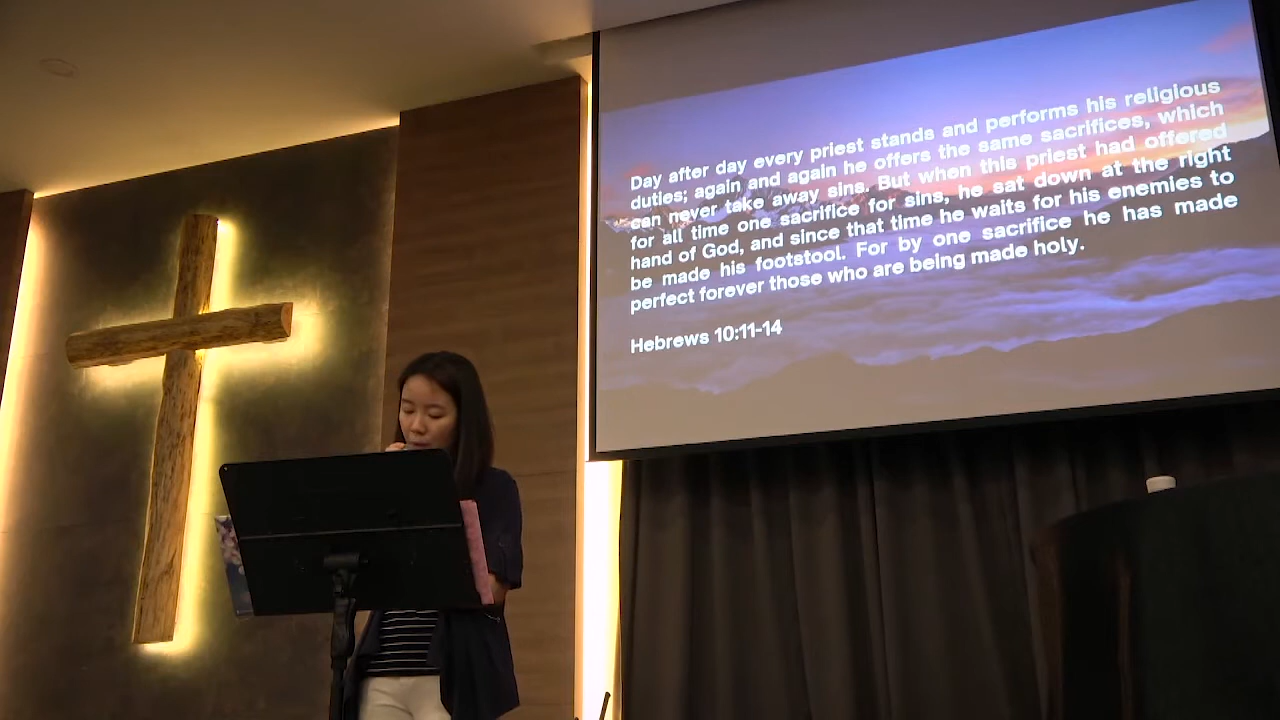 Day after day every priest stands and performs his religious
duties; again and again he offers the same sacrifices, which
can never take away sins. But when this priest had offered
for all time one sacrifice for sins, he sat down at the right
hand of God, and since that time he waits for his enemies to
be made his footstool. For by one sacrifice he has made
perfect forever those who are being made holy.
Hebrews 10:11-14